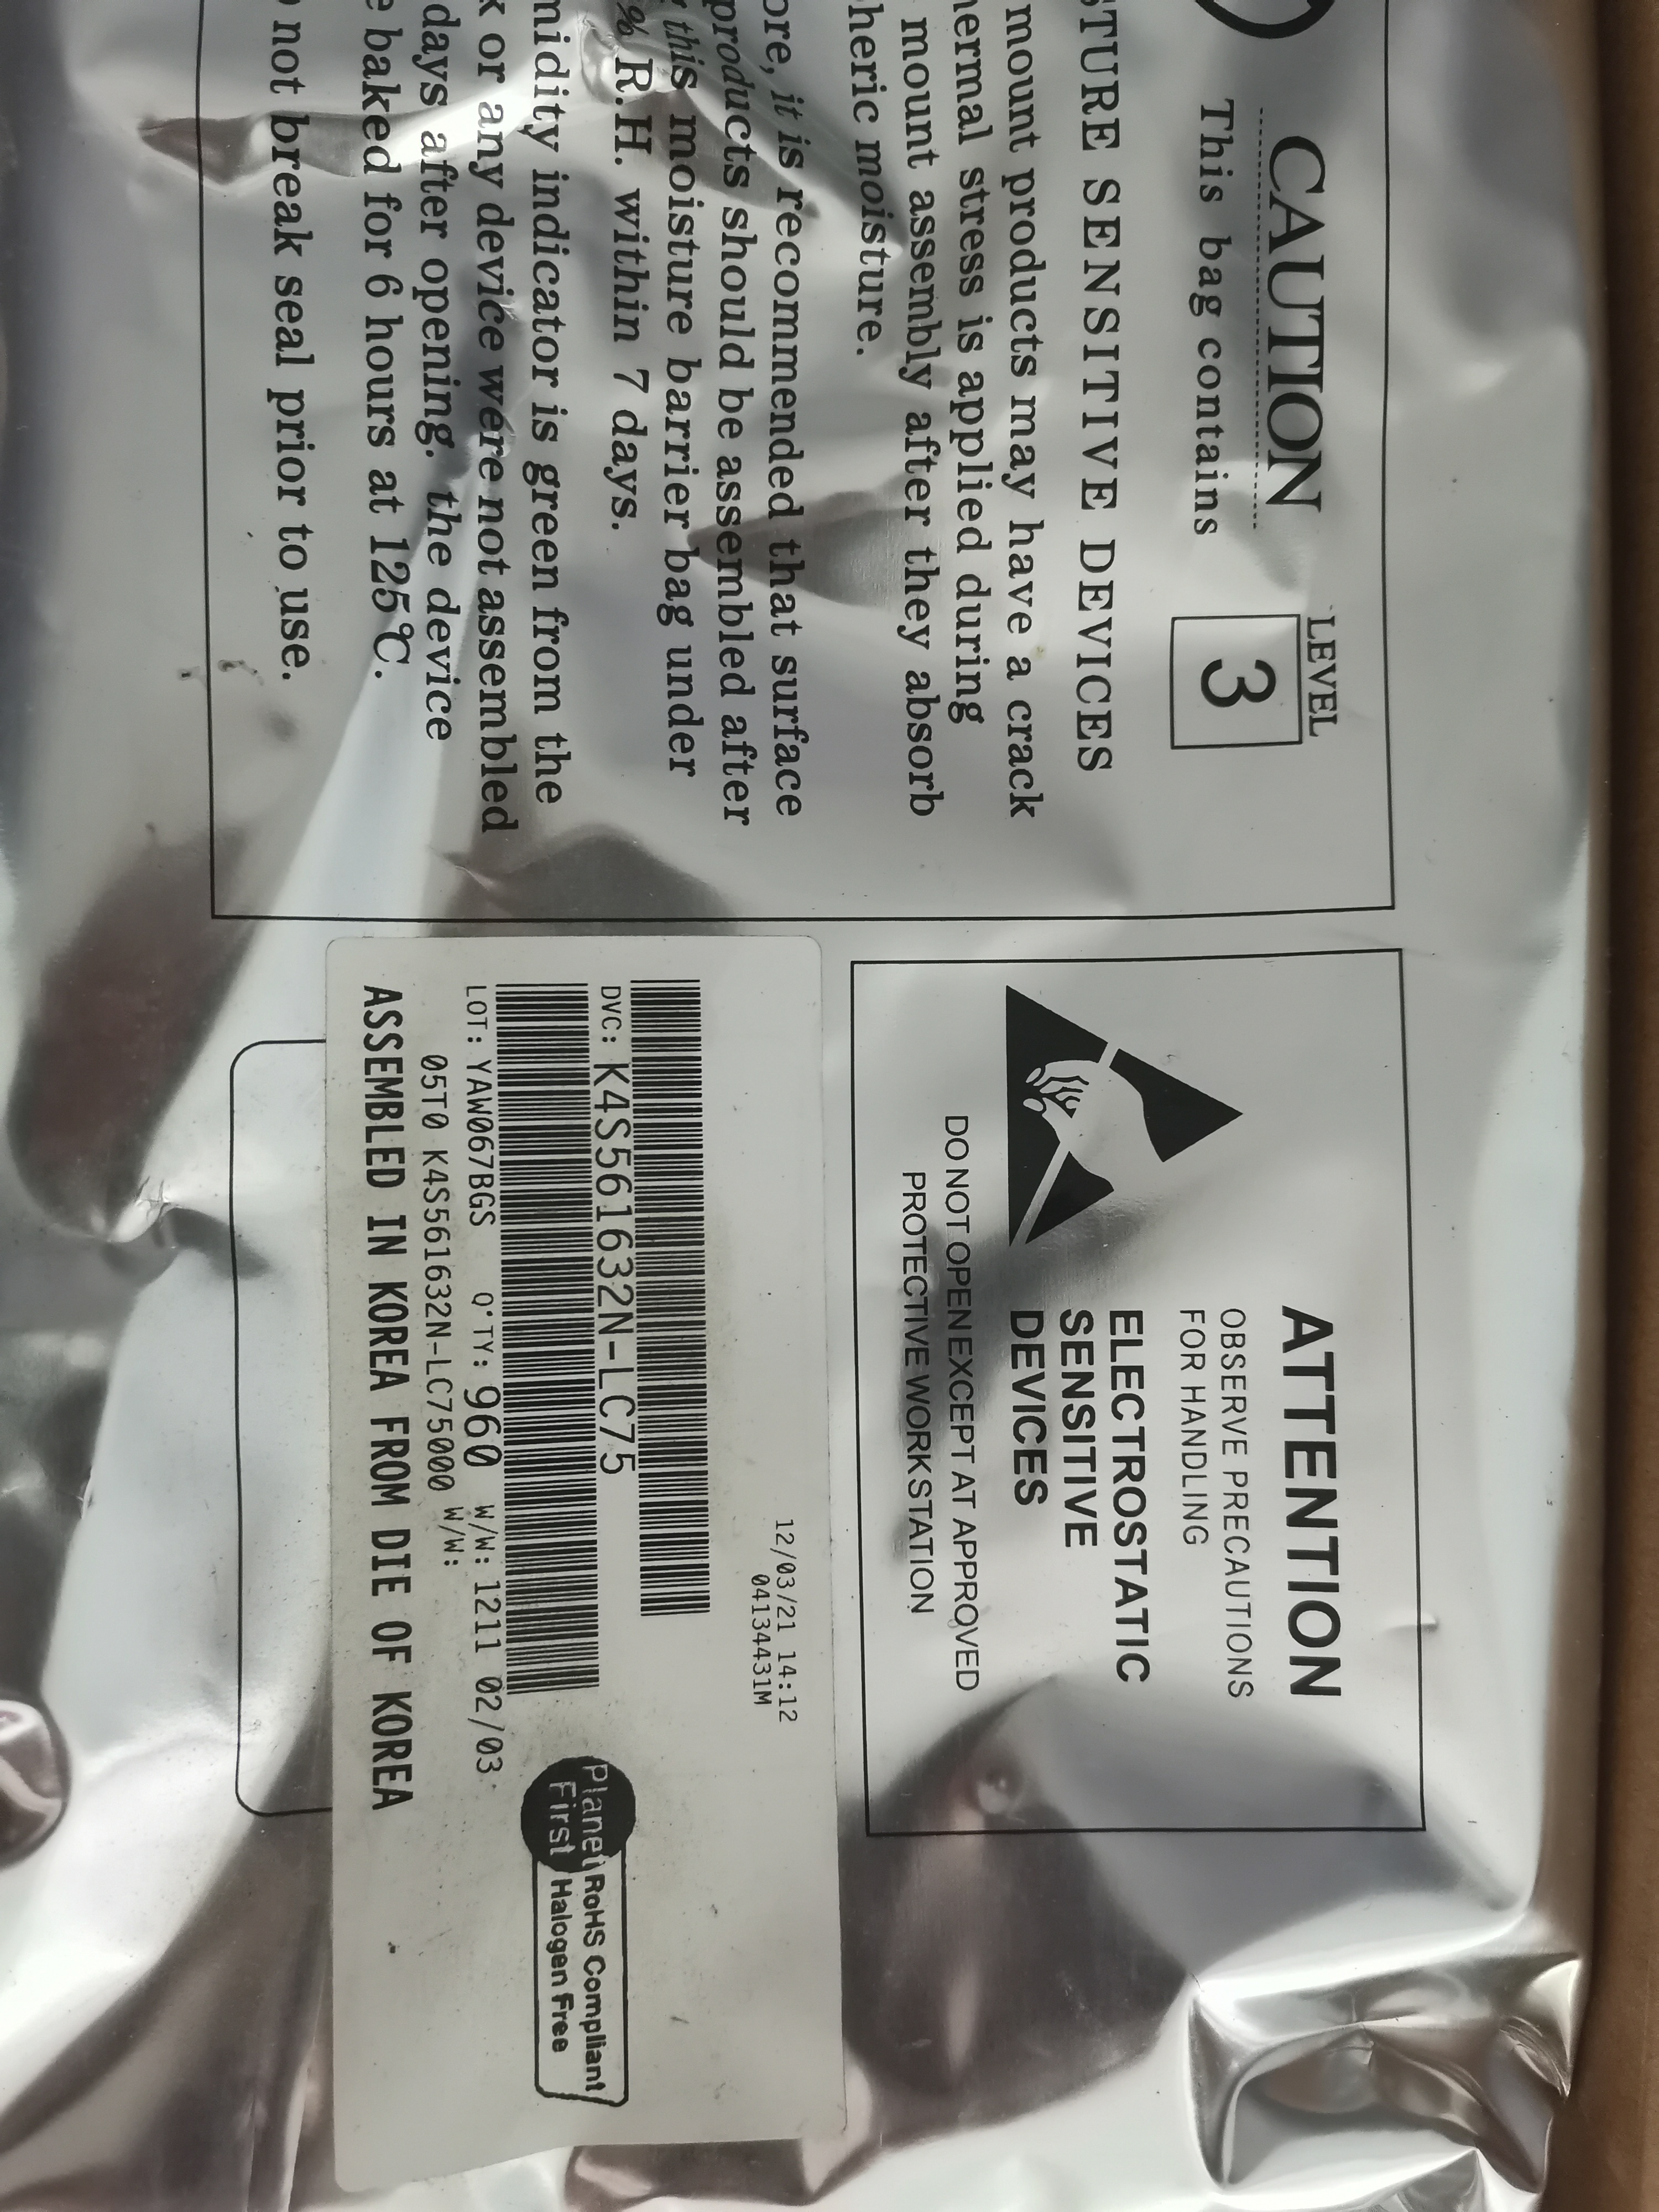 CAUTION
LEVEL
3
This bag contains
TURE SENSITIVE DEVICES
mount products may have a crack
ermal stress is applied during
mount assembly after they absorb
heric moisture.
ore, it is recommended that surface
products should be assembled after
this moisture barrier bag under
% R.H. within 7 days.
midity indicator is green from the
or any device were not assembled
days after opening. the device
e baked for 6 hours at 125℃.
not break seal prior to use.
ATTENTION
OBSERVE PRECAUTIONS
FOR HANDLING
ELECTROSTATIC
SENSITIVE
DEVICES
DO NOT OPEN EXCEPT AT APPROVED
PROTECTIVE WORKSTATION
12/03/21 14:12
04134431M
DVC: K4S561632N-LC75
LOT: YAW067BGS Q'TY: 960 W/W: 1211 02/03
05T0 K4S561632N-LC75000 W/W:
ASSEMBLED IN KOREA FROM DIE OF KOREA
Planet RoHS Compliant
First Halogen Free